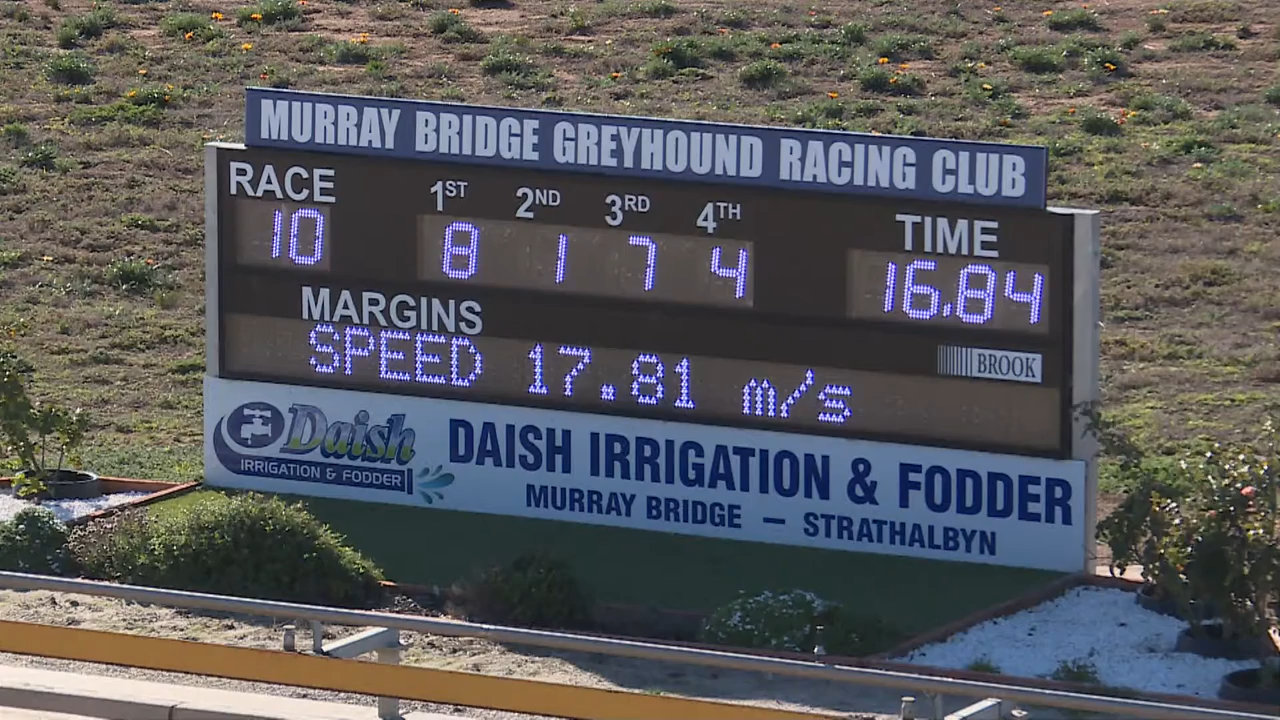 MURRAY BRIDGE GREYHOUND RACING CLUB
RACE 1ST 2ND 3RD 4TH TIME
10 8 1 7 4 16.84
MARGINS
SPEED 17.81 m/s
BROOK
Daish
IRRIGATION & FODDER
DAISH IRRIGATION & FODDER
MURRAY BRIDGE – STRATHALBYN